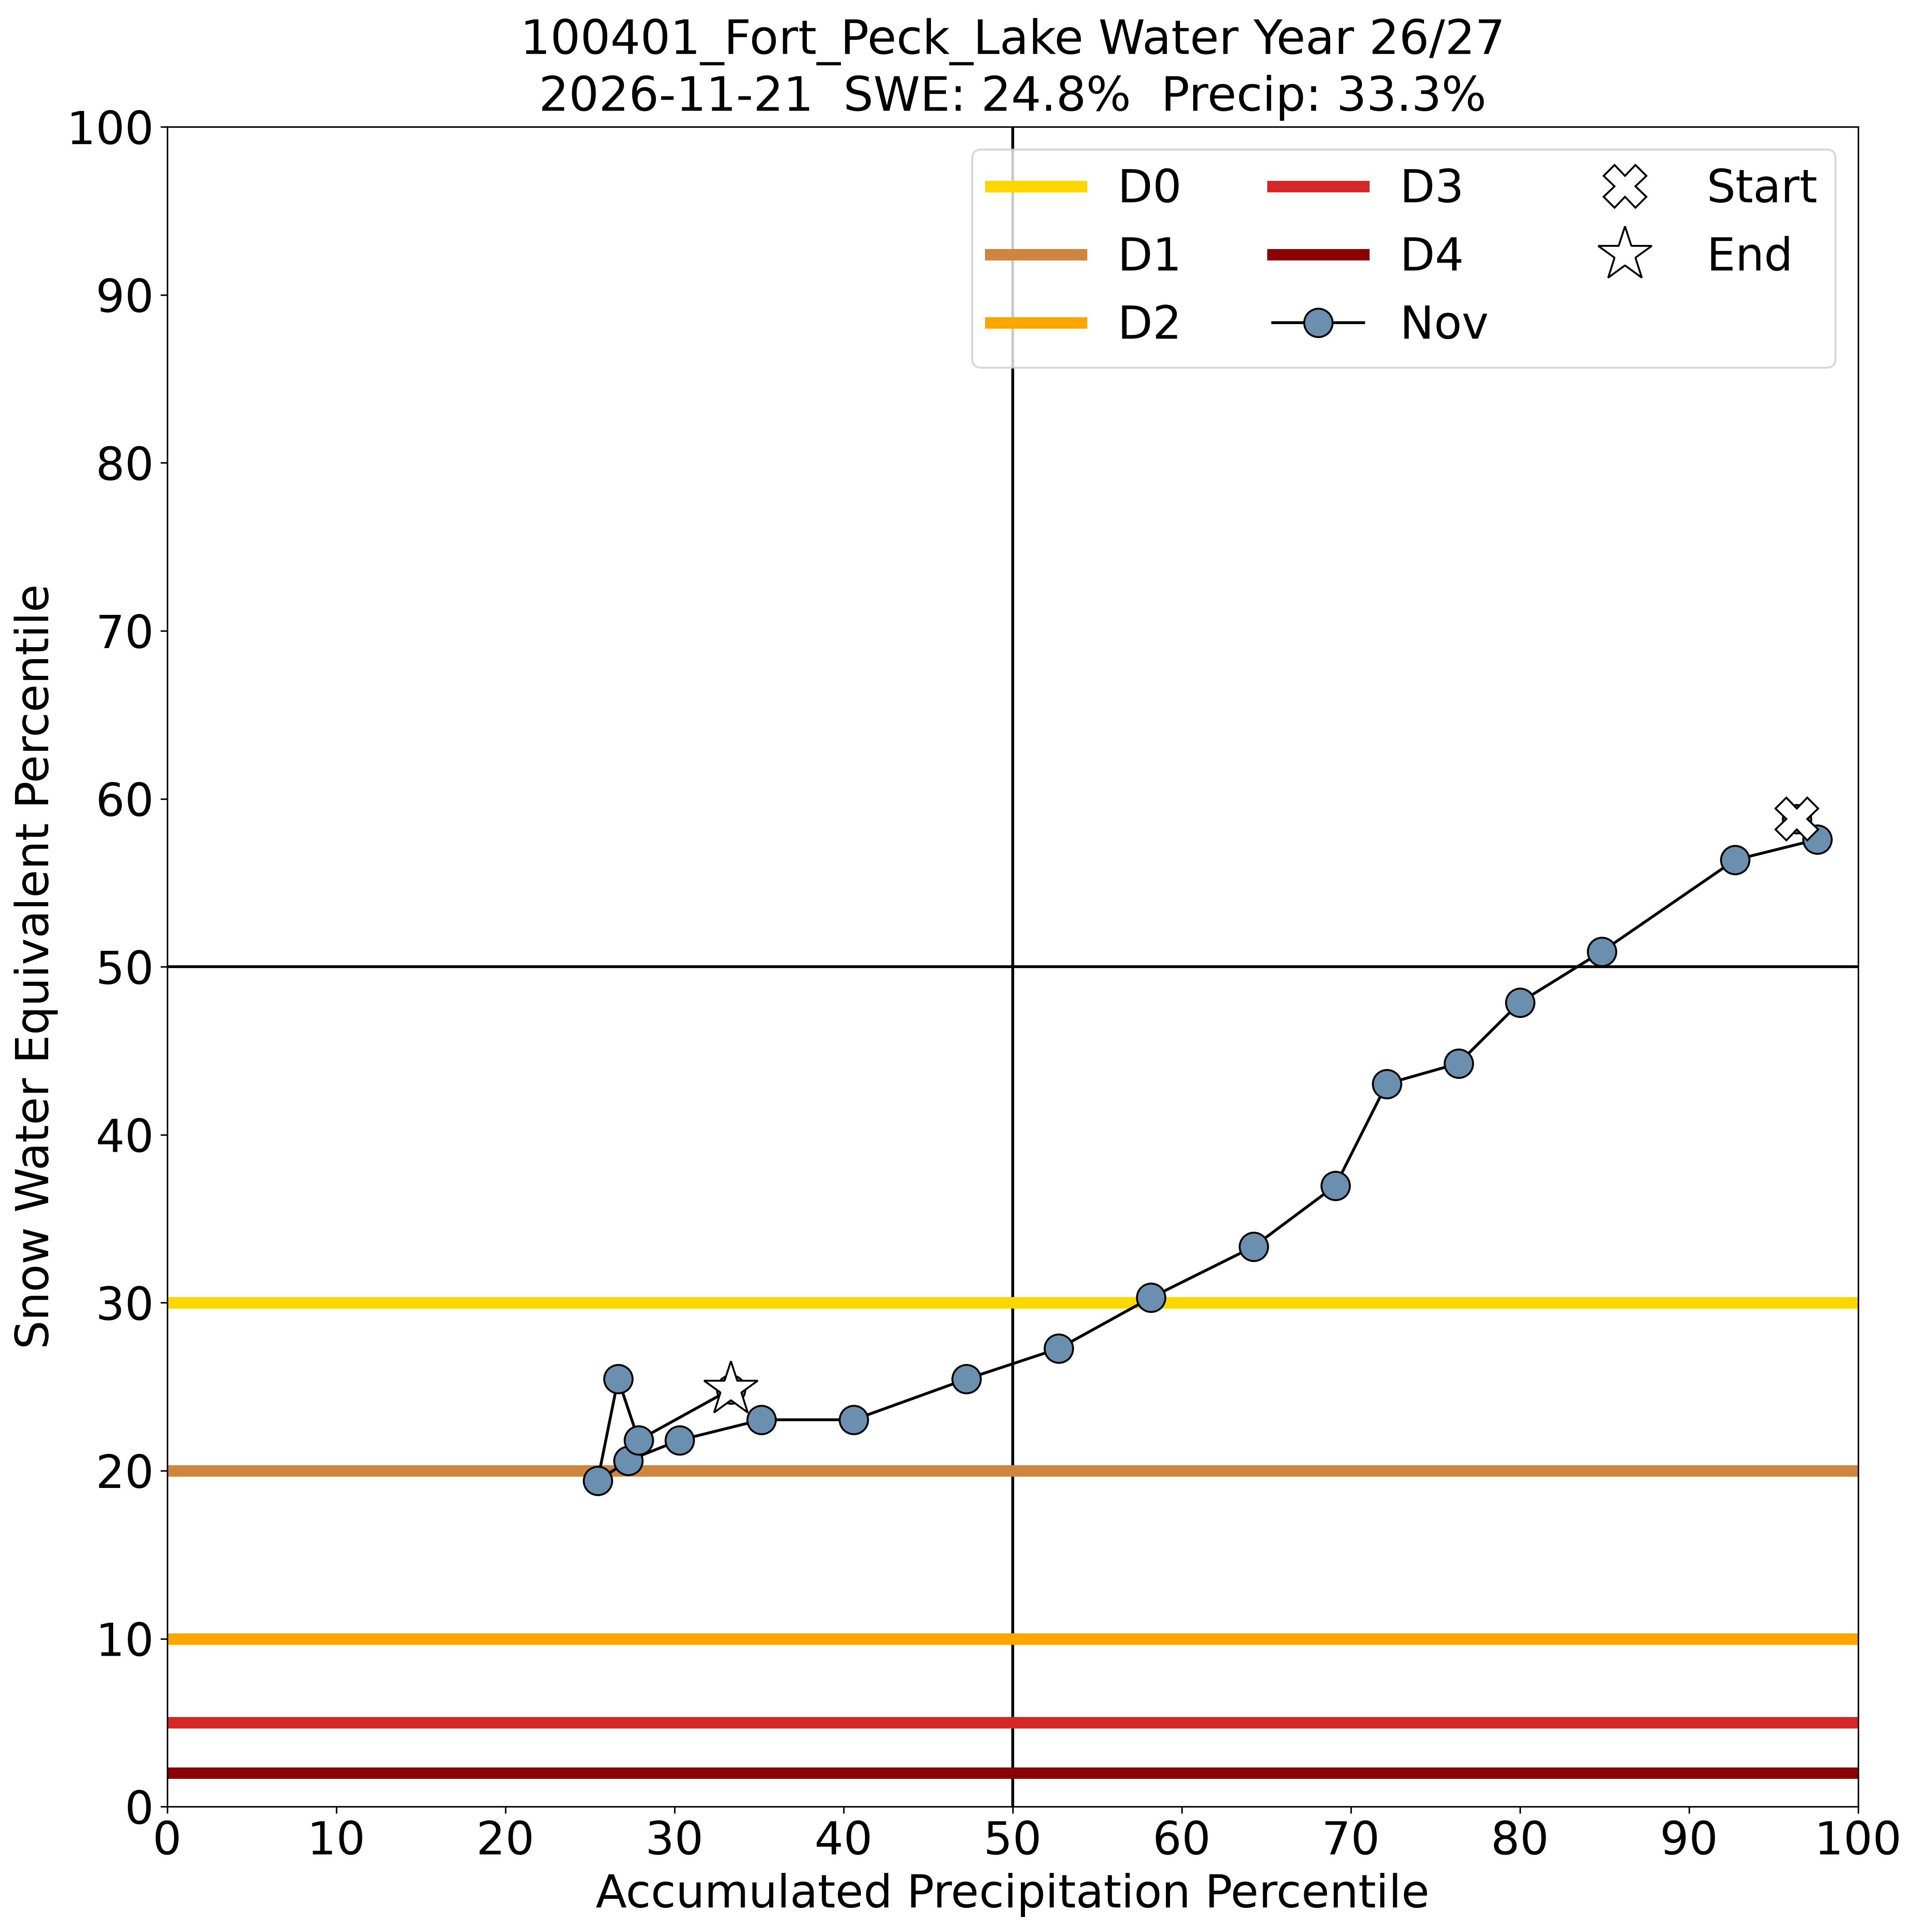 100401_Fort_Peck_Lake Water Year 26/27
2026-11-21  SWE: 24.8%  Precip: 33.3%
D0
D1
D2
D3
D4
Nov
Start
End
Snow Water Equivalent Percentile
100
90
80
70
60
50
40
30
20
10
0
0 10 20 30 40 50 60 70 80 90 100
Accumulated Precipitation Percentile